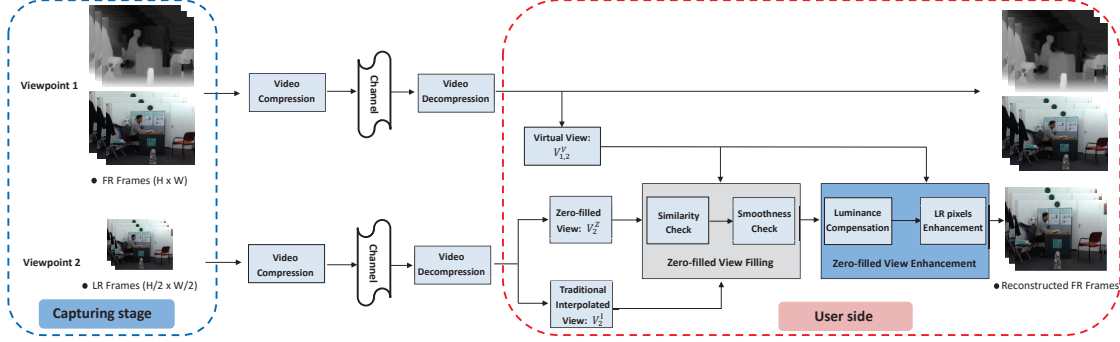 Viewpoint 1
FR Frames (H x W)
Viewpoint 2
LR Frames (H/2 x W/2)
Capturing stage
Video
Compression
Channel
Video
Decompression
Virtual View:
V^V_{1,2}
Video
Compression
Channel
Video
Decompression
Zero-filled
View: V^Z_2
Traditional
Interpolated
View: V^I_2
Similarity
Check
Smoothness
Check
Zero-filled View Filling
Luminance
Compensation
LR pixels
Enhancement
Zero-filled View Enhancement
Reconstructed FR Frames
User side